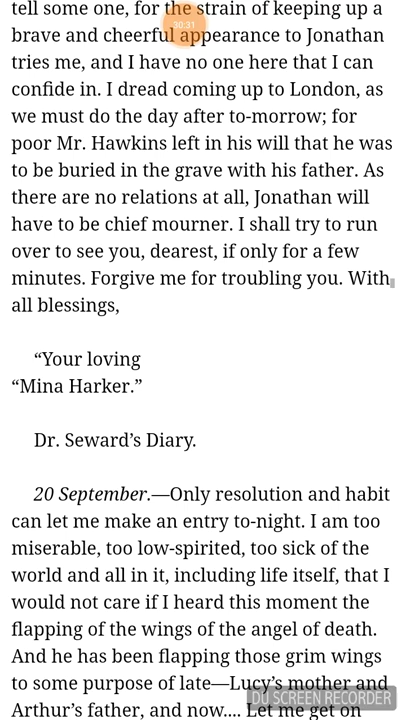 tell some one, for the strain of keeping up a
30:31
brave and cheerful appearance to Jonathan
tries me, and I have no one here that I can
confide in. I dread coming up to London, as
we must do the day after to-morrow; for
poor Mr. Hawkins left in his will that he was
to be buried in the grave with his father. As
there are no relations at all, Jonathan will
have to be chief mourner. I shall try to run
over to see you, dearest, if only for a few
minutes. Forgive me for troubling you. With
all blessings,
“Your loving
“Mina Harker.”
Dr. Seward’s Diary.
20 September.—Only resolution and habit
can let me make an entry to-night. I am too
miserable, too low-spirited, too sick of the
world and all in it, including life itself, that I
would not care if I heard this moment the
flapping of the wings of the angel of death.
And he has been flapping those grim wings
to some purpose of late—Lucy’s mother and
DU SCREEN RECORDER
Arthur’s father, and now.... Let me get on